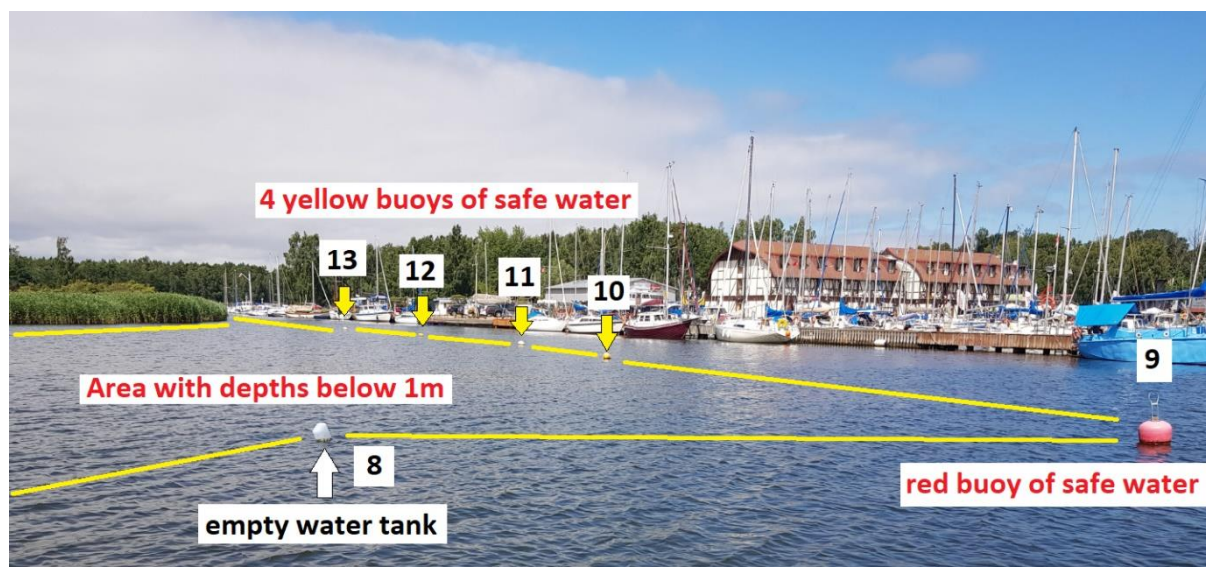 4 yellow buoys of safe water
13
12
11
10
9
Area with depths below 1m
8
red buoy of safe water
empty water tank